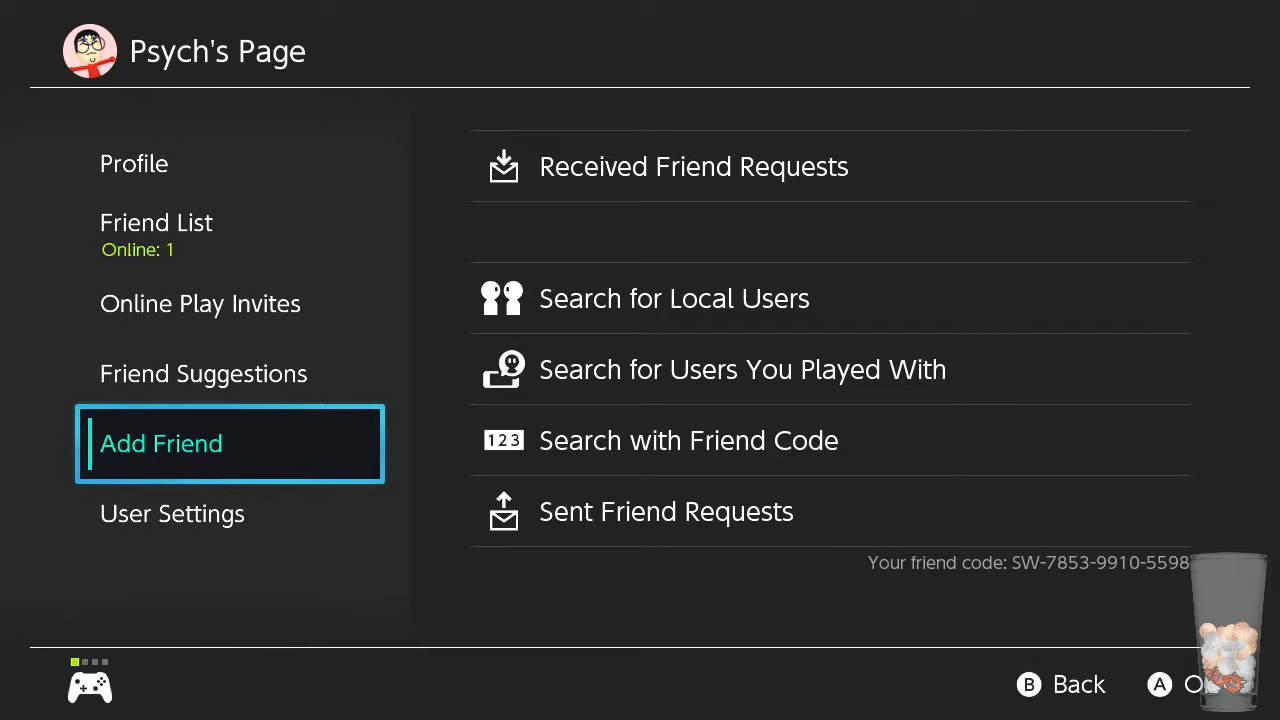 Psych's Page
Profile
Friend List
Online: 1
Online Play Invites
Friend Suggestions
Add Friend
User Settings
Received Friend Requests
Search for Local Users
Search for Users You Played With
123 Search with Friend Code
Sent Friend Requests
Your friend code: SW-7853-9910-5598
B Back
A